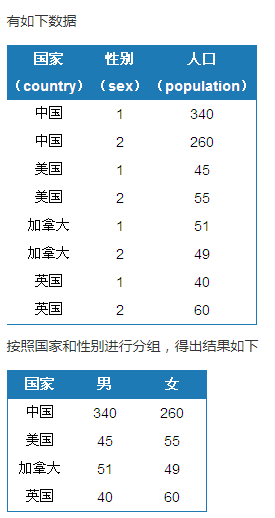 有如下数据
国家 性别 人口
（country） （sex） （population）
中国 1 340
中国 2 260
美国 1 45
美国 2 55
加拿大 1 51
加拿大 2 49
英国 1 40
英国 2 60
按照国家和性别进行分组，得出结果如下
国家 男 女
中国 340 260
美国 45 55
加拿大 51 49
英国 40 60